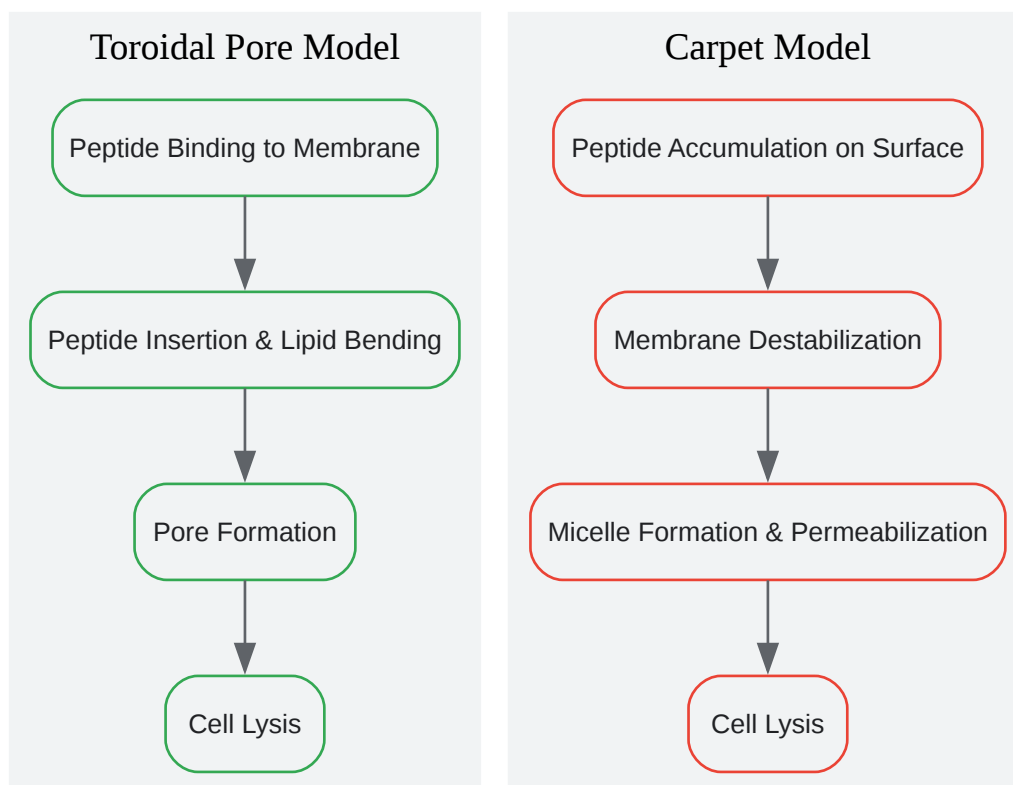 Toroidal Pore Model
Peptide Binding to Membrane
Peptide Insertion & Lipid Bending
Pore Formation
Cell Lysis
Carpet Model
Peptide Accumulation on Surface
Membrane Destabilization
Micelle Formation & Permeabilization
Cell Lysis